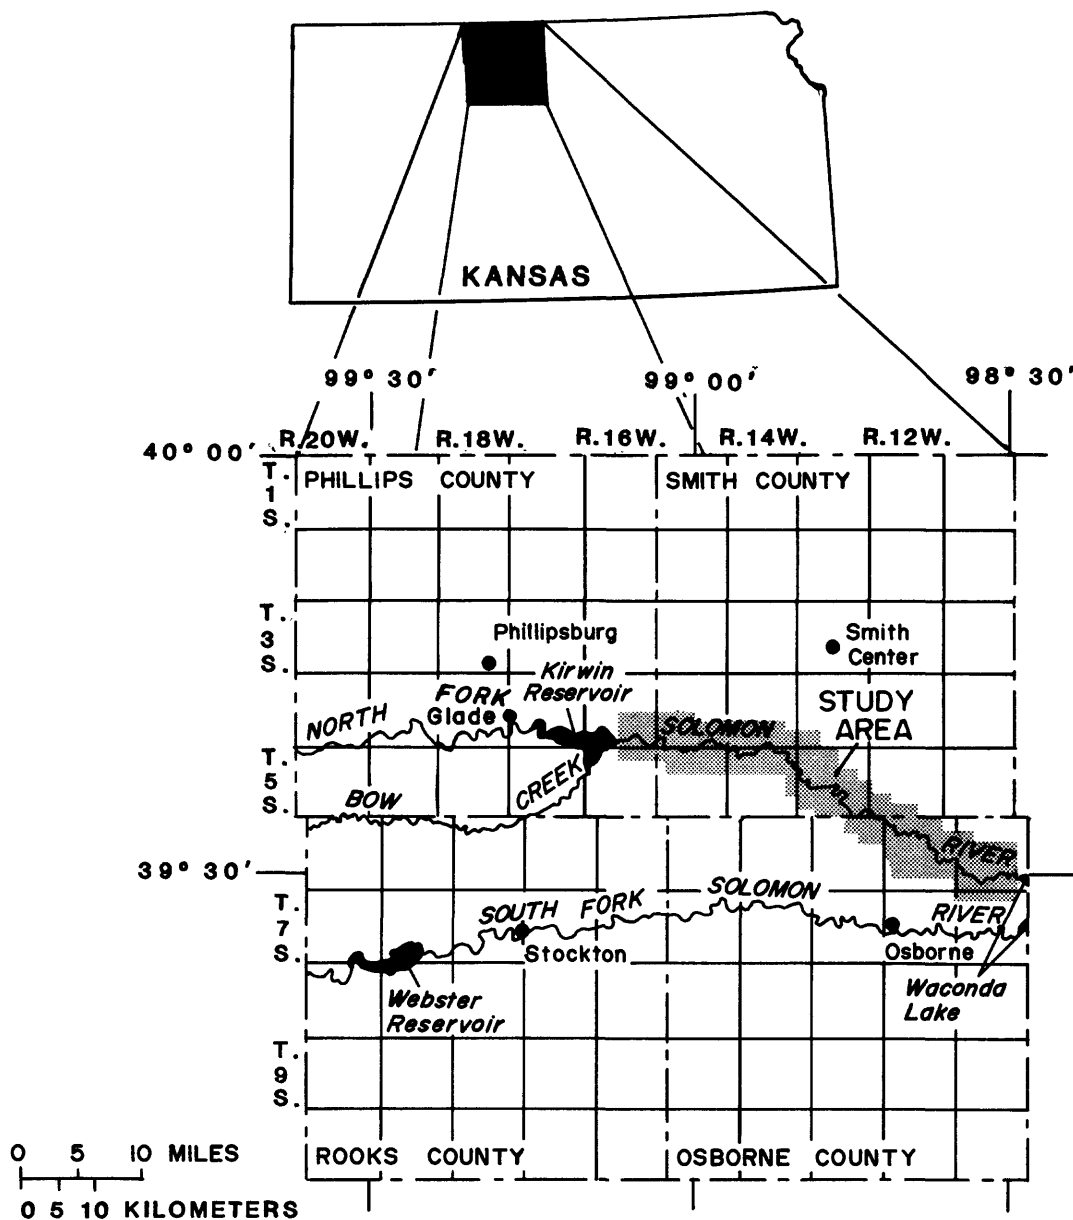 KANSAS
99° 30'
99° 00'
98° 30'
40° 00'
R.20W.
R.18W.
R.16W.
R.14W.
R.12W.
T.
1
S.
PHILLIPS COUNTY
SMITH COUNTY
T.
3
S.
Phillipsburg
Smith
Center
Kirwin
Reservoir
NORTH
FORK
Glade
SOLOMON
STUDY
AREA
T.
5
S.
BOW
CREEK
RIVER
39° 30'
T.
7
S.
SOUTH FORK
SOLOMON
RIVER
Stockton
Osborne
Webster
Reservoir
Waconda
Lake
T.
9
S.
ROOKS COUNTY
OSBORNE COUNTY
0 5 10 MILES
0 5 10 KILOMETERS